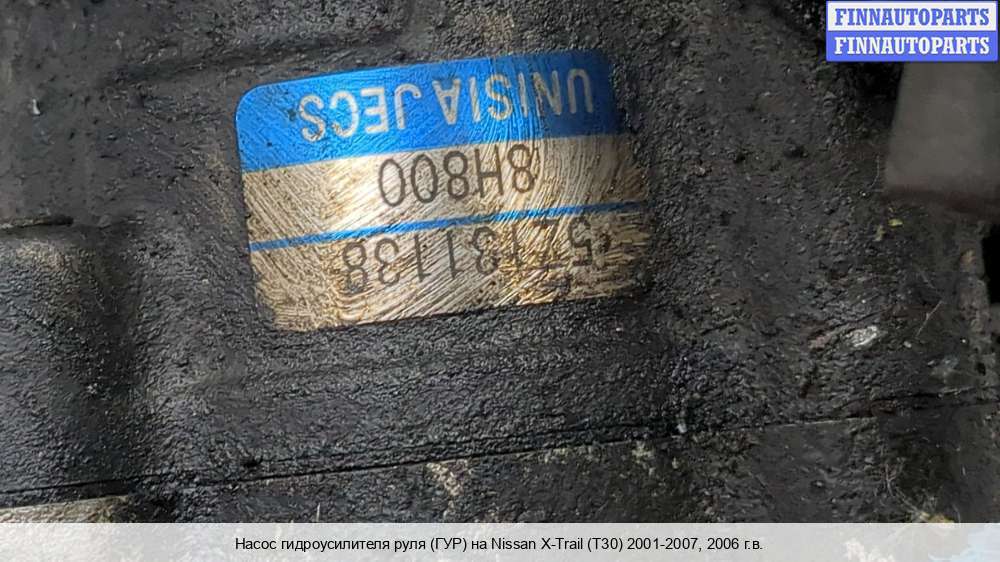 FINNAUTOPARTS
FINNAUTOPARTS
UNISIA JECS
8H800
5Z131138
Насос гидроусилителя руля (ГУР) на Nissan X-Trail (T30) 2001-2007, 2006 г.в.